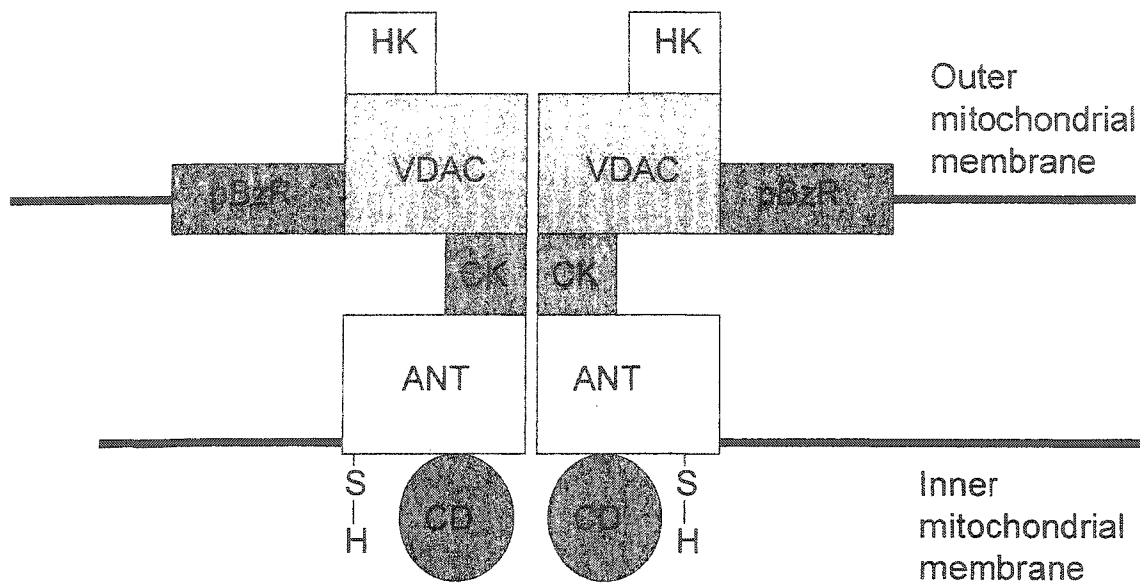 HK HK
Outer
mitochondrial
membrane
VDAC VDAC
pBzR pBzR
CK CK
ANT ANT
S S
H H
CD CD
Inner
mitochondrial
membrane